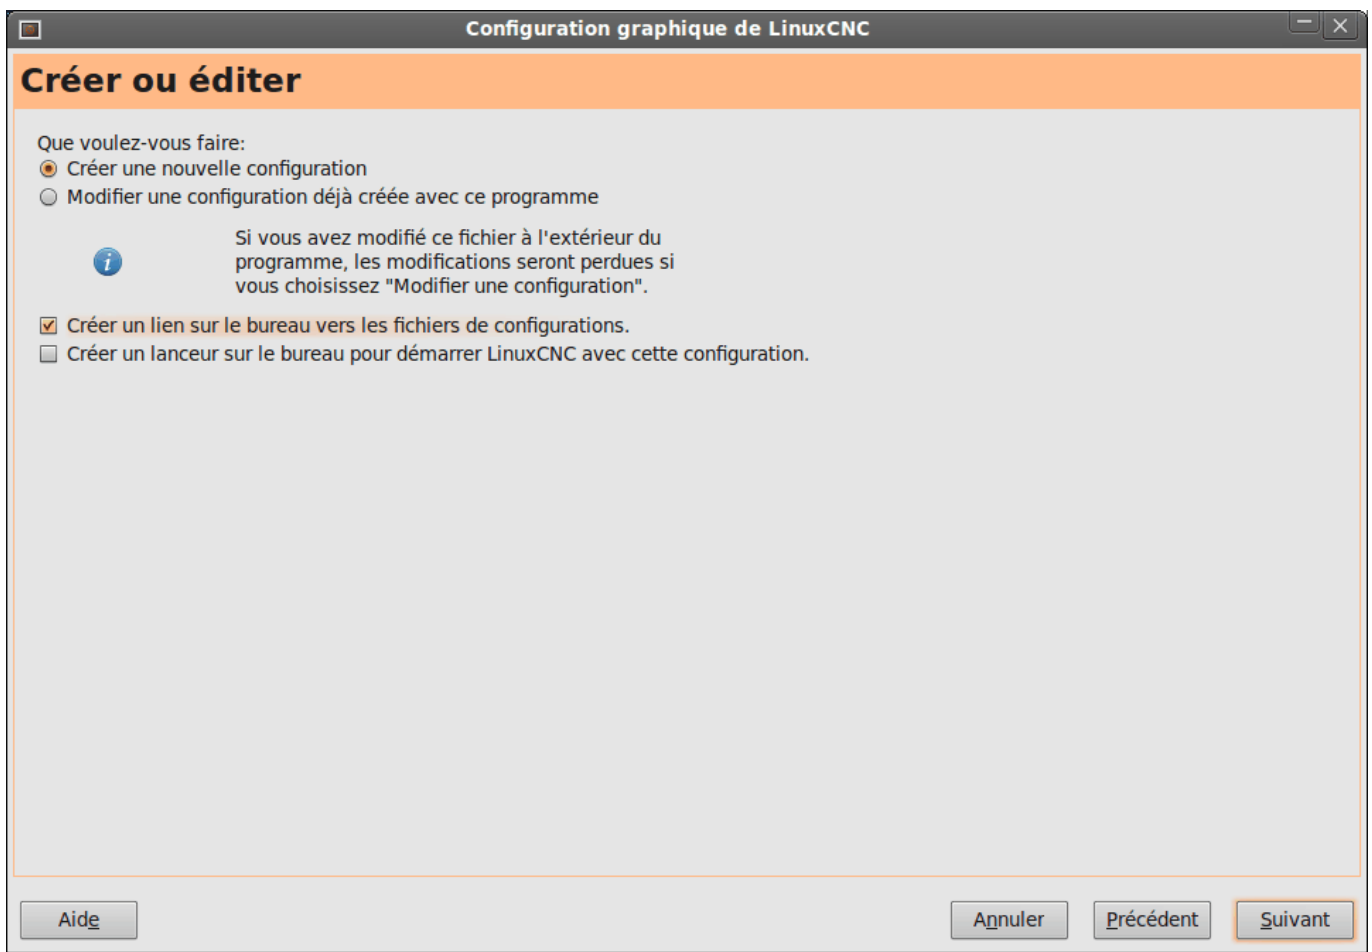 Configuration graphique de LinuxCNC
Créer ou éditer
Que voulez-vous faire:
Créer une nouvelle configuration
Modifier une configuration déjà créée avec ce programme
Si vous avez modifié ce fichier à l'extérieur du
programme, les modifications seront perdues si
vous choisissez "Modifier une configuration".
Créer un lien sur le bureau vers les fichiers de configurations.
Créer un lanceur sur le bureau pour démarrer LinuxCNC avec cette configuration.
Aide
Annuler
Précédent
Suivant